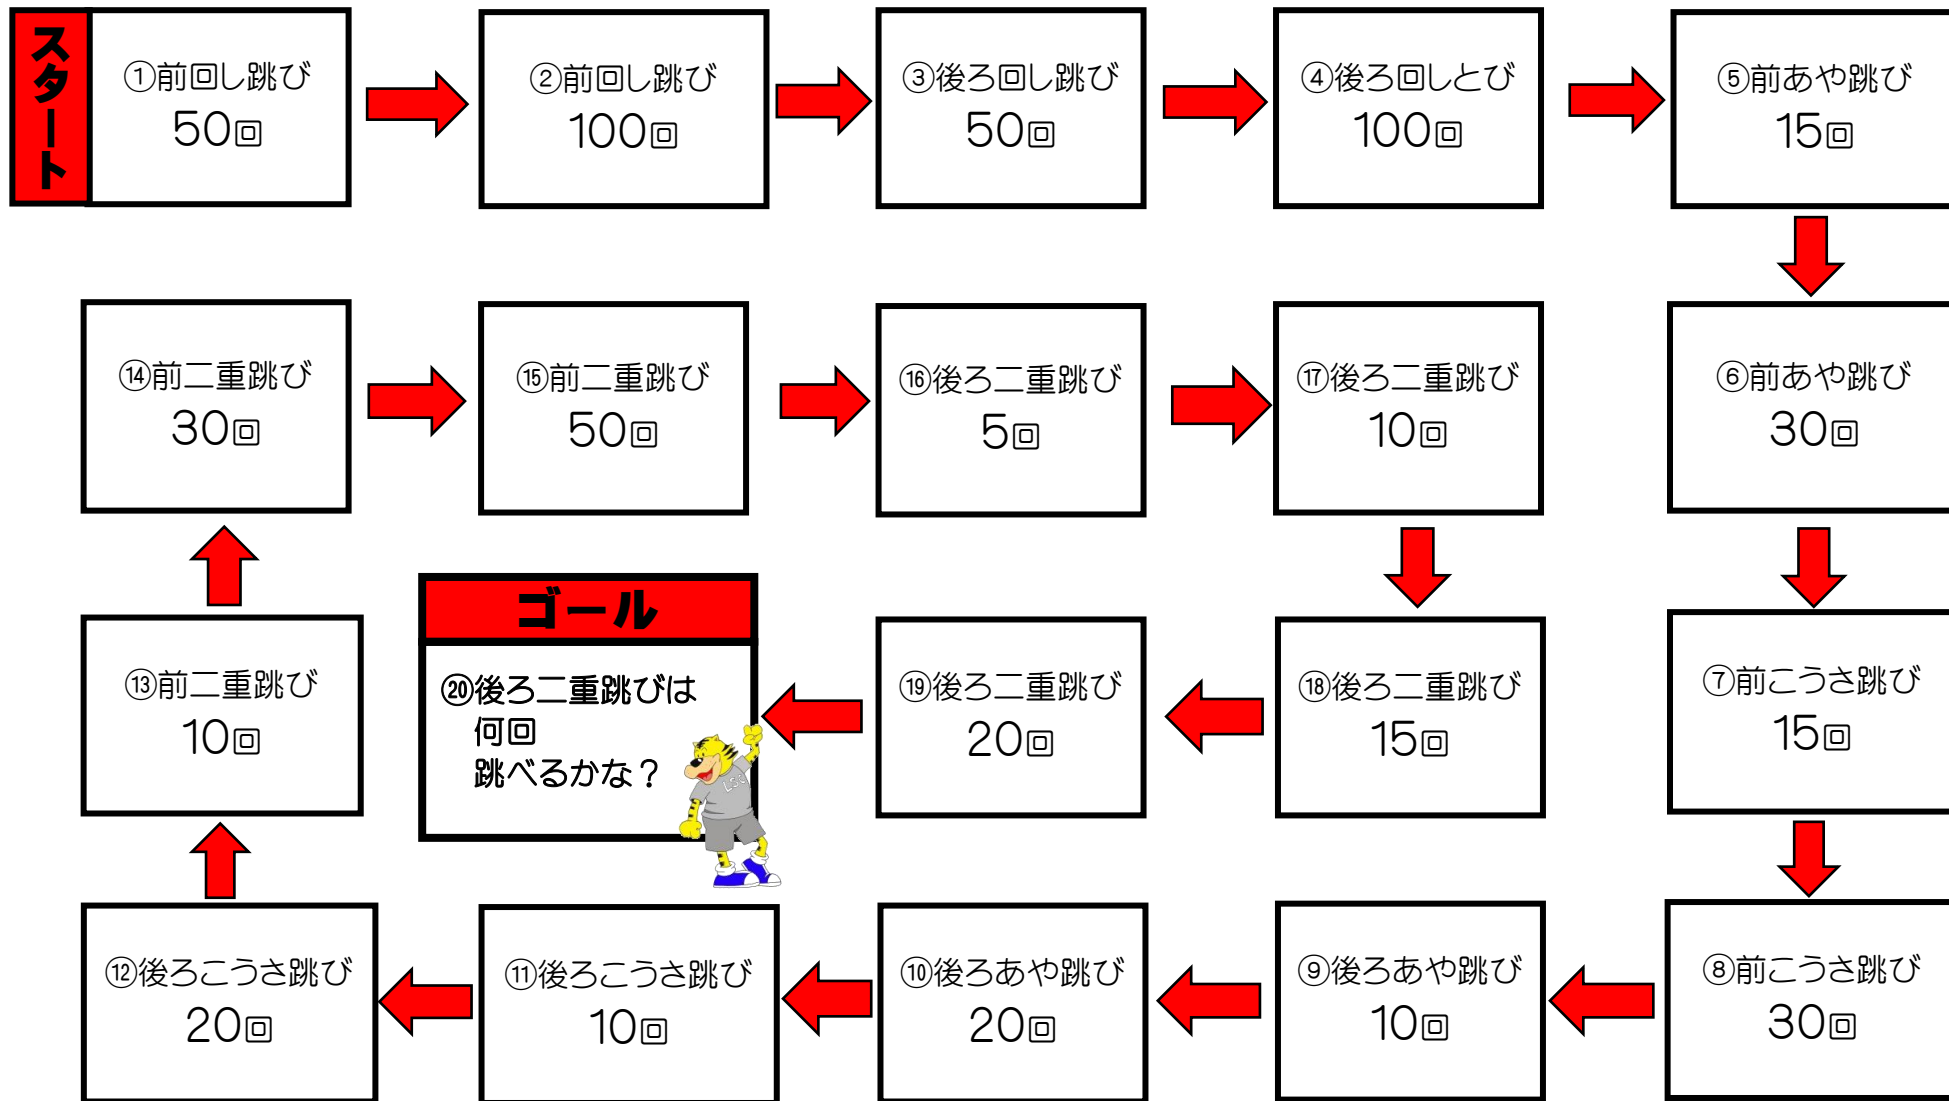 スタート
①前回し跳び
50回
②前回し跳び
100回
③後ろ回し跳び
50回
④後ろ回しとび
100回
⑤前あや跳び
15回
⑥前あや跳び
30回
⑦前こうさ跳び
15回
⑧前こうさ跳び
30回
⑨後ろあや跳び
10回
⑩後ろあや跳び
20回
⑪後ろこうさ跳び
10回
⑫後ろこうさ跳び
20回
⑬前二重跳び
10回
⑭前二重跳び
30回
⑮前二重跳び
50回
⑯後ろ二重跳び
5回
⑰後ろ二重跳び
10回
⑱後ろ二重跳び
15回
⑲後ろ二重跳び
20回
ゴール
⑳後ろ二重跳びは
何回
跳べるかな？